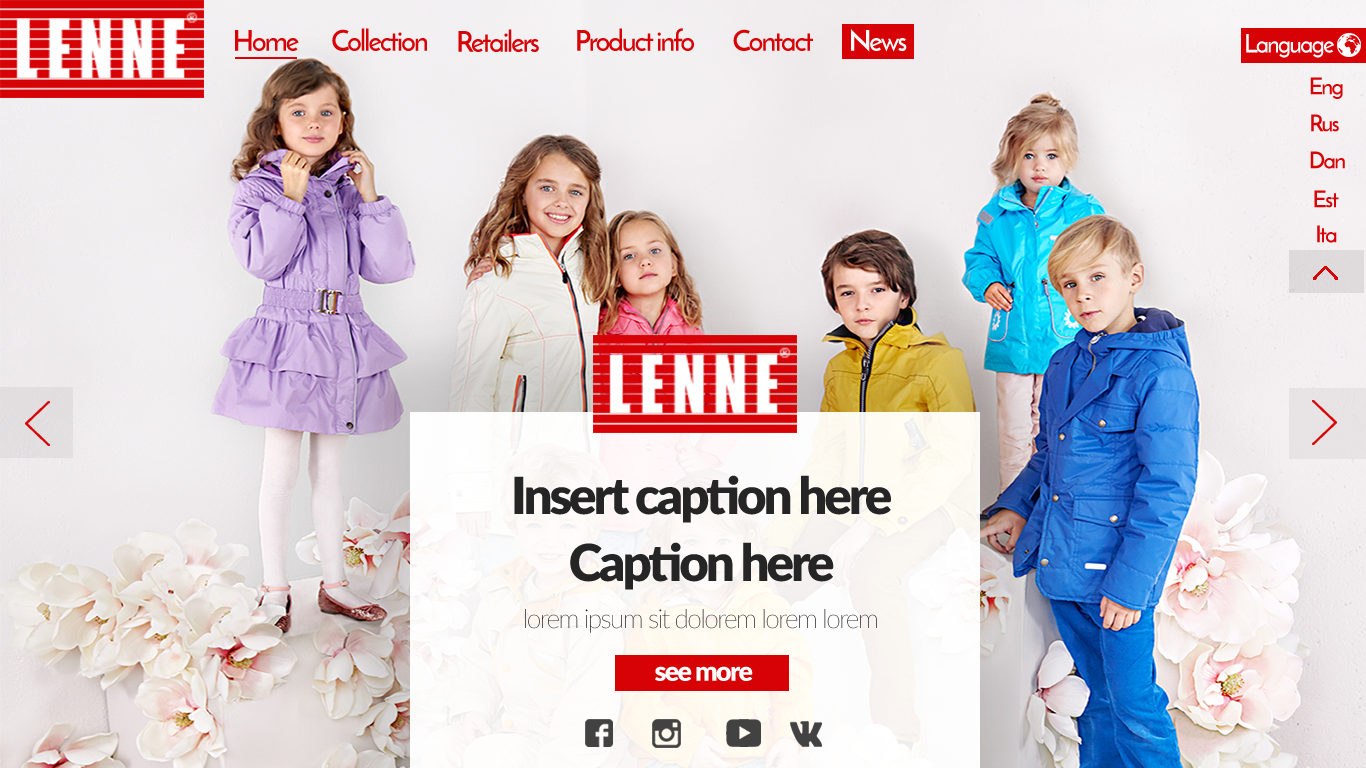 LENNE®
Home Collection Retailers Product info Contact News
Language
Eng
Rus
Dan
Est
Ita
LENNE®
Insert caption here
Caption here
lorem ipsum sit dolorem lorem lorem
see more